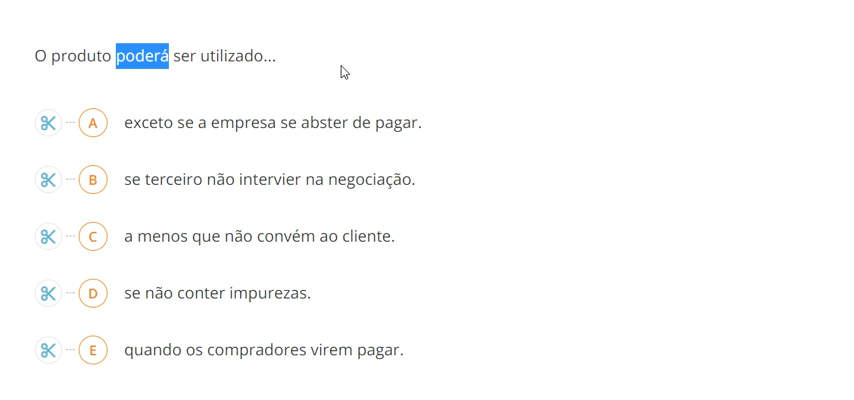 O produto poderá ser utilizado...
A exceto se a empresa se abster de pagar.
B se terceiro não intervier na negociação.
C a menos que não convém ao cliente.
D se não conter impurezas.
E quando os compradores virem pagar.